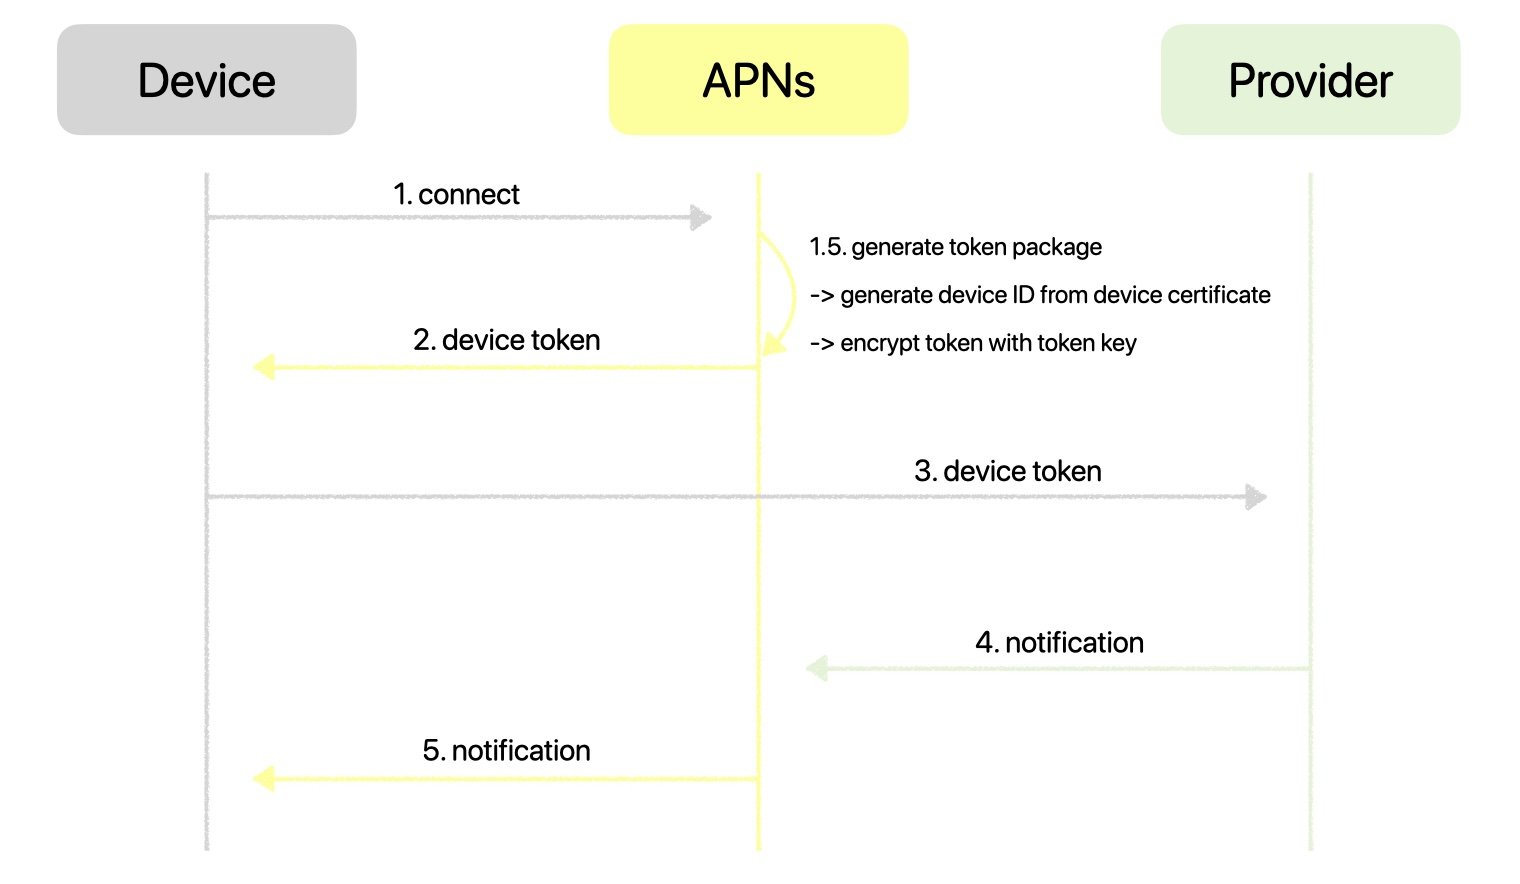 Device
APNs
Provider
1. connect
1.5. generate token package
-> generate device ID from device certificate
-> encrypt token with token key
2. device token
3. device token
4. notification
5. notification